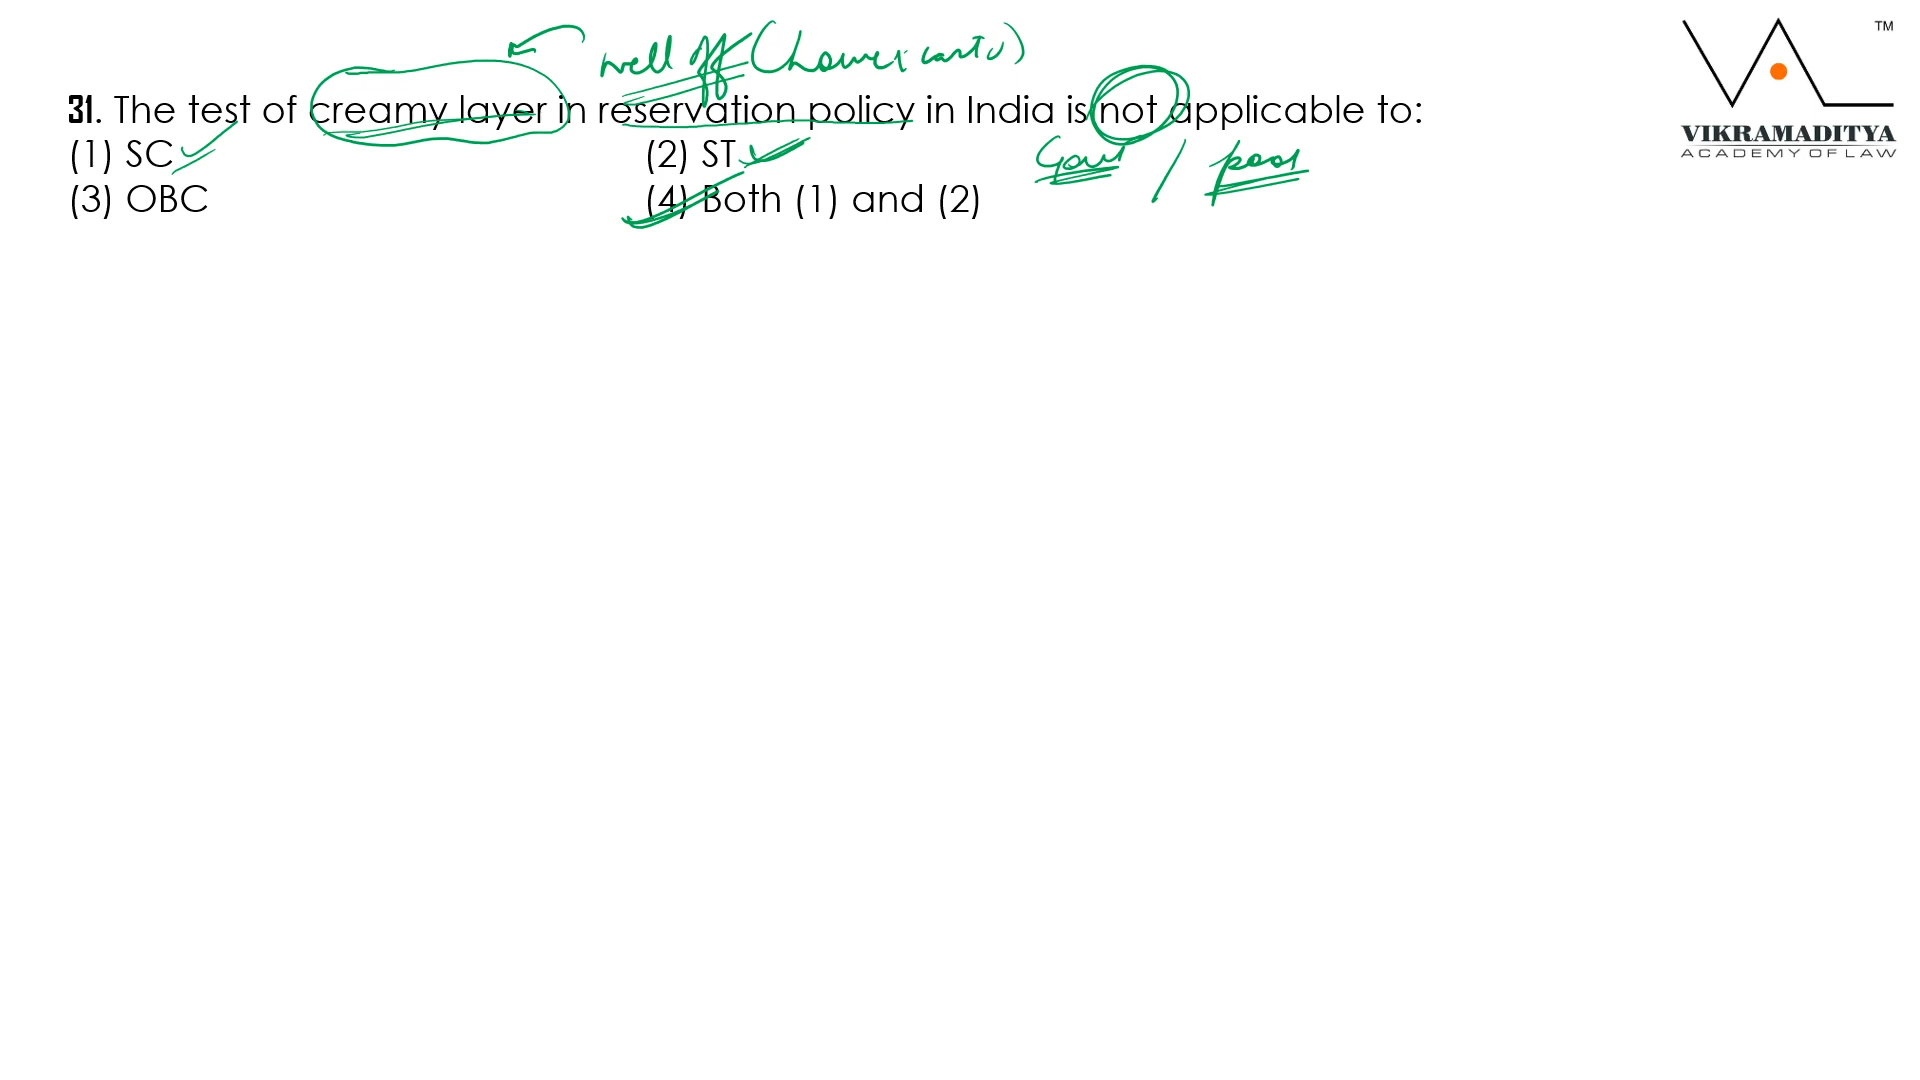 well off (Lower caste)
31. The test of creamy layer in reservation policy in India is not applicable to:
(1) SC
(2) ST
Govt / post
(3) OBC
(4) Both (1) and (2)
TM
VIKRAMADITYA
ACADEMY OF LAW